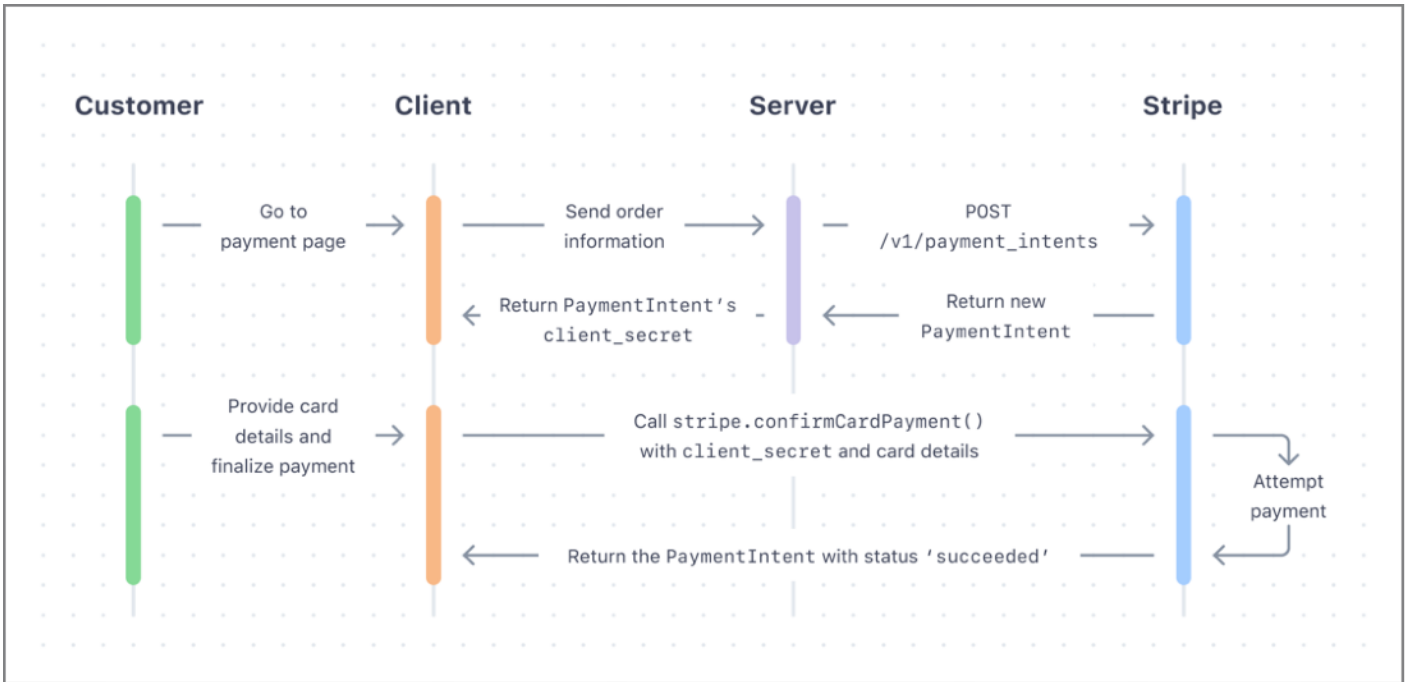 Customer
Client
Server
Stripe
Go to
payment page
Send order
information
POST
/v1/payment_intents
Return PaymentIntent’s
client_secret
Return new
PaymentIntent
Provide card
details and
finalize payment
Call stripe.confirmCardPayment()
with client_secret and card details
Attempt
payment
Return the PaymentIntent with status ‘succeeded’